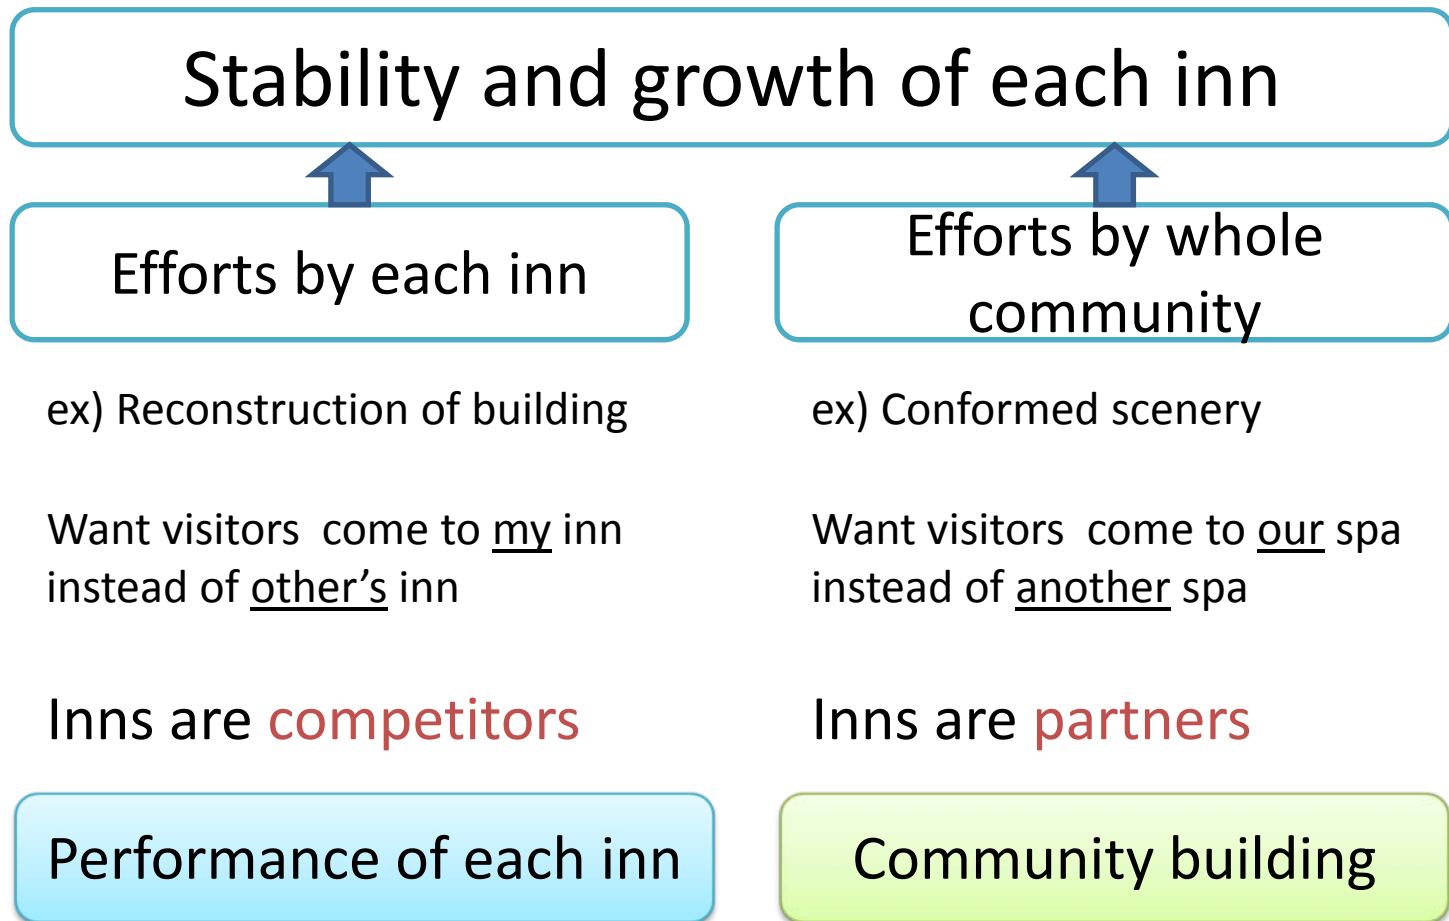 Stability and growth of each inn
Efforts by each inn
ex) Reconstruction of building
Want visitors  come to my inn
instead of other’s inn
Inns are competitors
Performance of each inn
Efforts by whole
community
ex) Conformed scenery
Want visitors  come to our spa
instead of another spa
Inns are partners
Community building